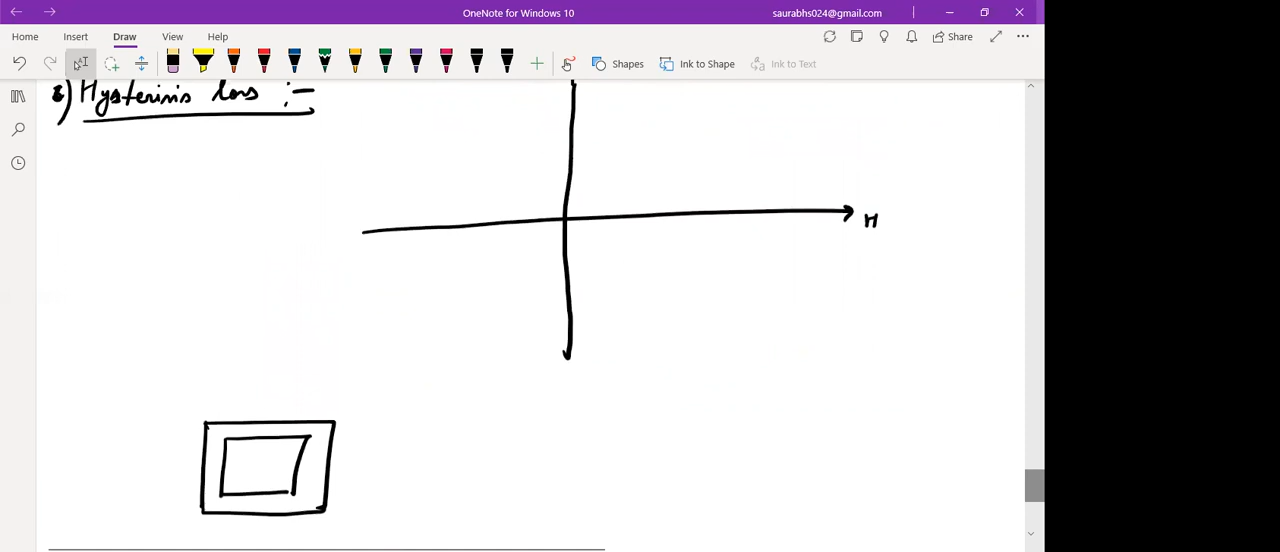 OneNote for Windows 10
saurabhs024@gmail.com
Home Insert Draw View Help
Share
Shapes Ink to Shape Ink to Text
Hysterisis loss :-
H